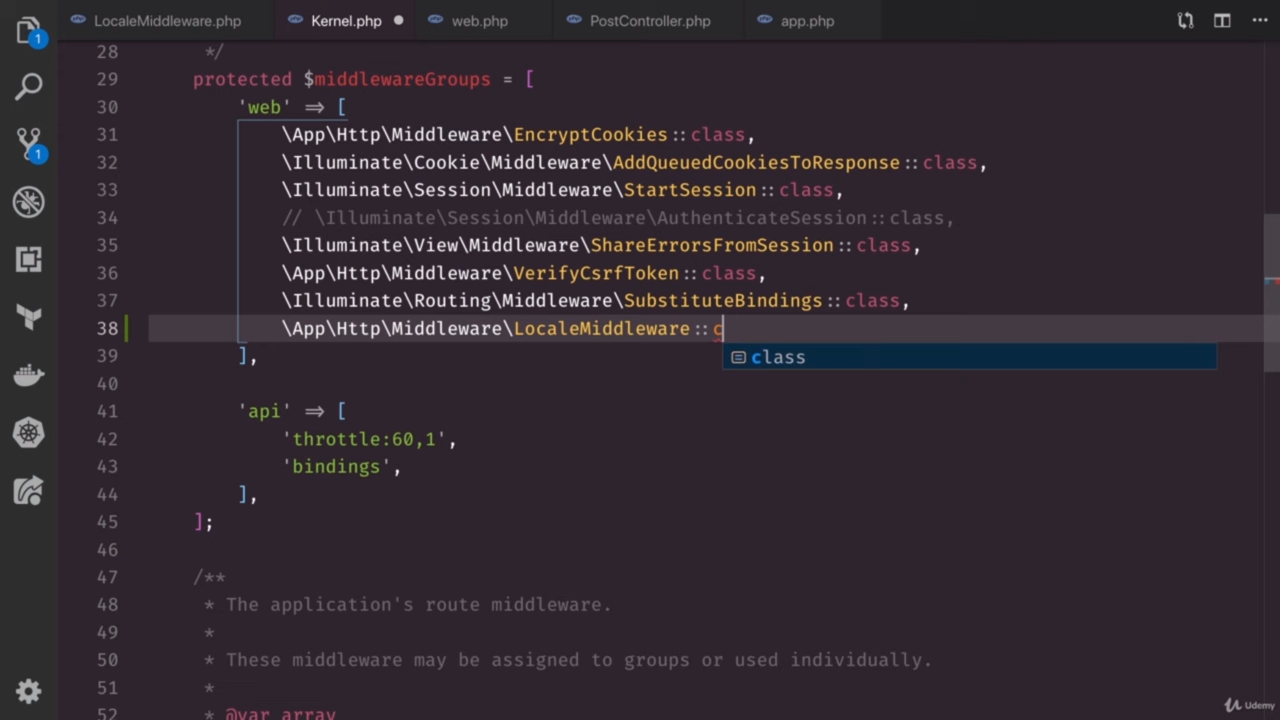 LocaleMiddleware.php Kernel.php web.php PostController.php app.php
1
1
28 */
29 protected $middlewareGroups = [
30 'web' => [
31 \App\Http\Middleware\EncryptCookies::class,
32 \Illuminate\Cookie\Middleware\AddQueuedCookiesToResponse::class,
33 \Illuminate\Session\Middleware\StartSession::class,
34 // \Illuminate\Session\Middleware\AuthenticateSession::class,
35 \Illuminate\View\Middleware\ShareErrorsFromSession::class,
36 \App\Http\Middleware\VerifyCsrfToken::class,
37 \Illuminate\Routing\Middleware\SubstituteBindings::class,
38 \App\Http\Middleware\LocaleMiddleware::c
class
39 ],
40
41 'api' => [
42 'throttle:60,1',
43 'bindings',
44 ],
45 ];
46
47 /**
48 * The application's route middleware.
49 *
50 * These middleware may be assigned to groups or used individually.
51 *
52 * @var array
Udemy